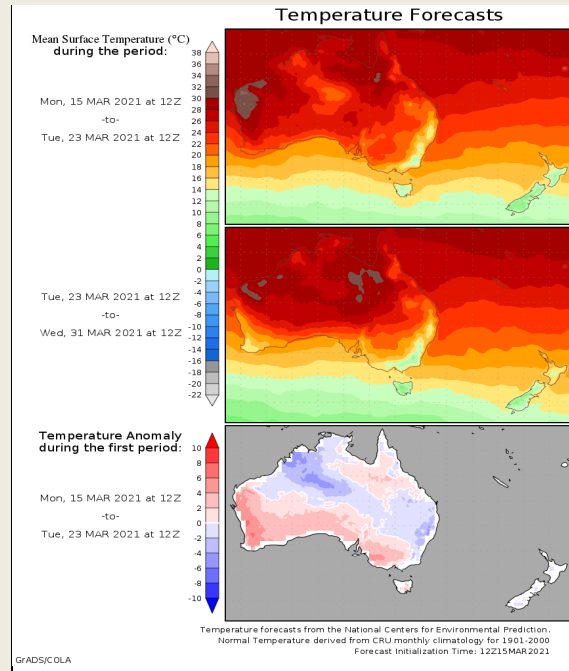 Temperature Forecasts
Mean Surface Temperature (°C)
during the period:
Mon, 15 MAR 2021 at 12Z
-to-
Tue, 23 MAR 2021 at 12Z
38
36
34
32
30
28
26
24
22
20
18
16
14
12
10
8
6
4
2
0
-2
-4
-6
-8
-10
-12
-14
-16
-18
-20
-22
Tue, 23 MAR 2021 at 12Z
-to-
Wed, 31 MAR 2021 at 12Z
Temperature Anomaly
during the first period:
Mon, 15 MAR 2021 at 12Z
-to-
Tue, 23 MAR 2021 at 12Z
10
8
6
4
2
0
-2
-4
-6
-8
-10
Temperature forecasts from the National Centers for Environmental Prediction.
Normal Temperature derived from CRU monthly climatology for 1901-2000
Forecast Initialization Time: 12Z15MAR2021
GrADS/COLA